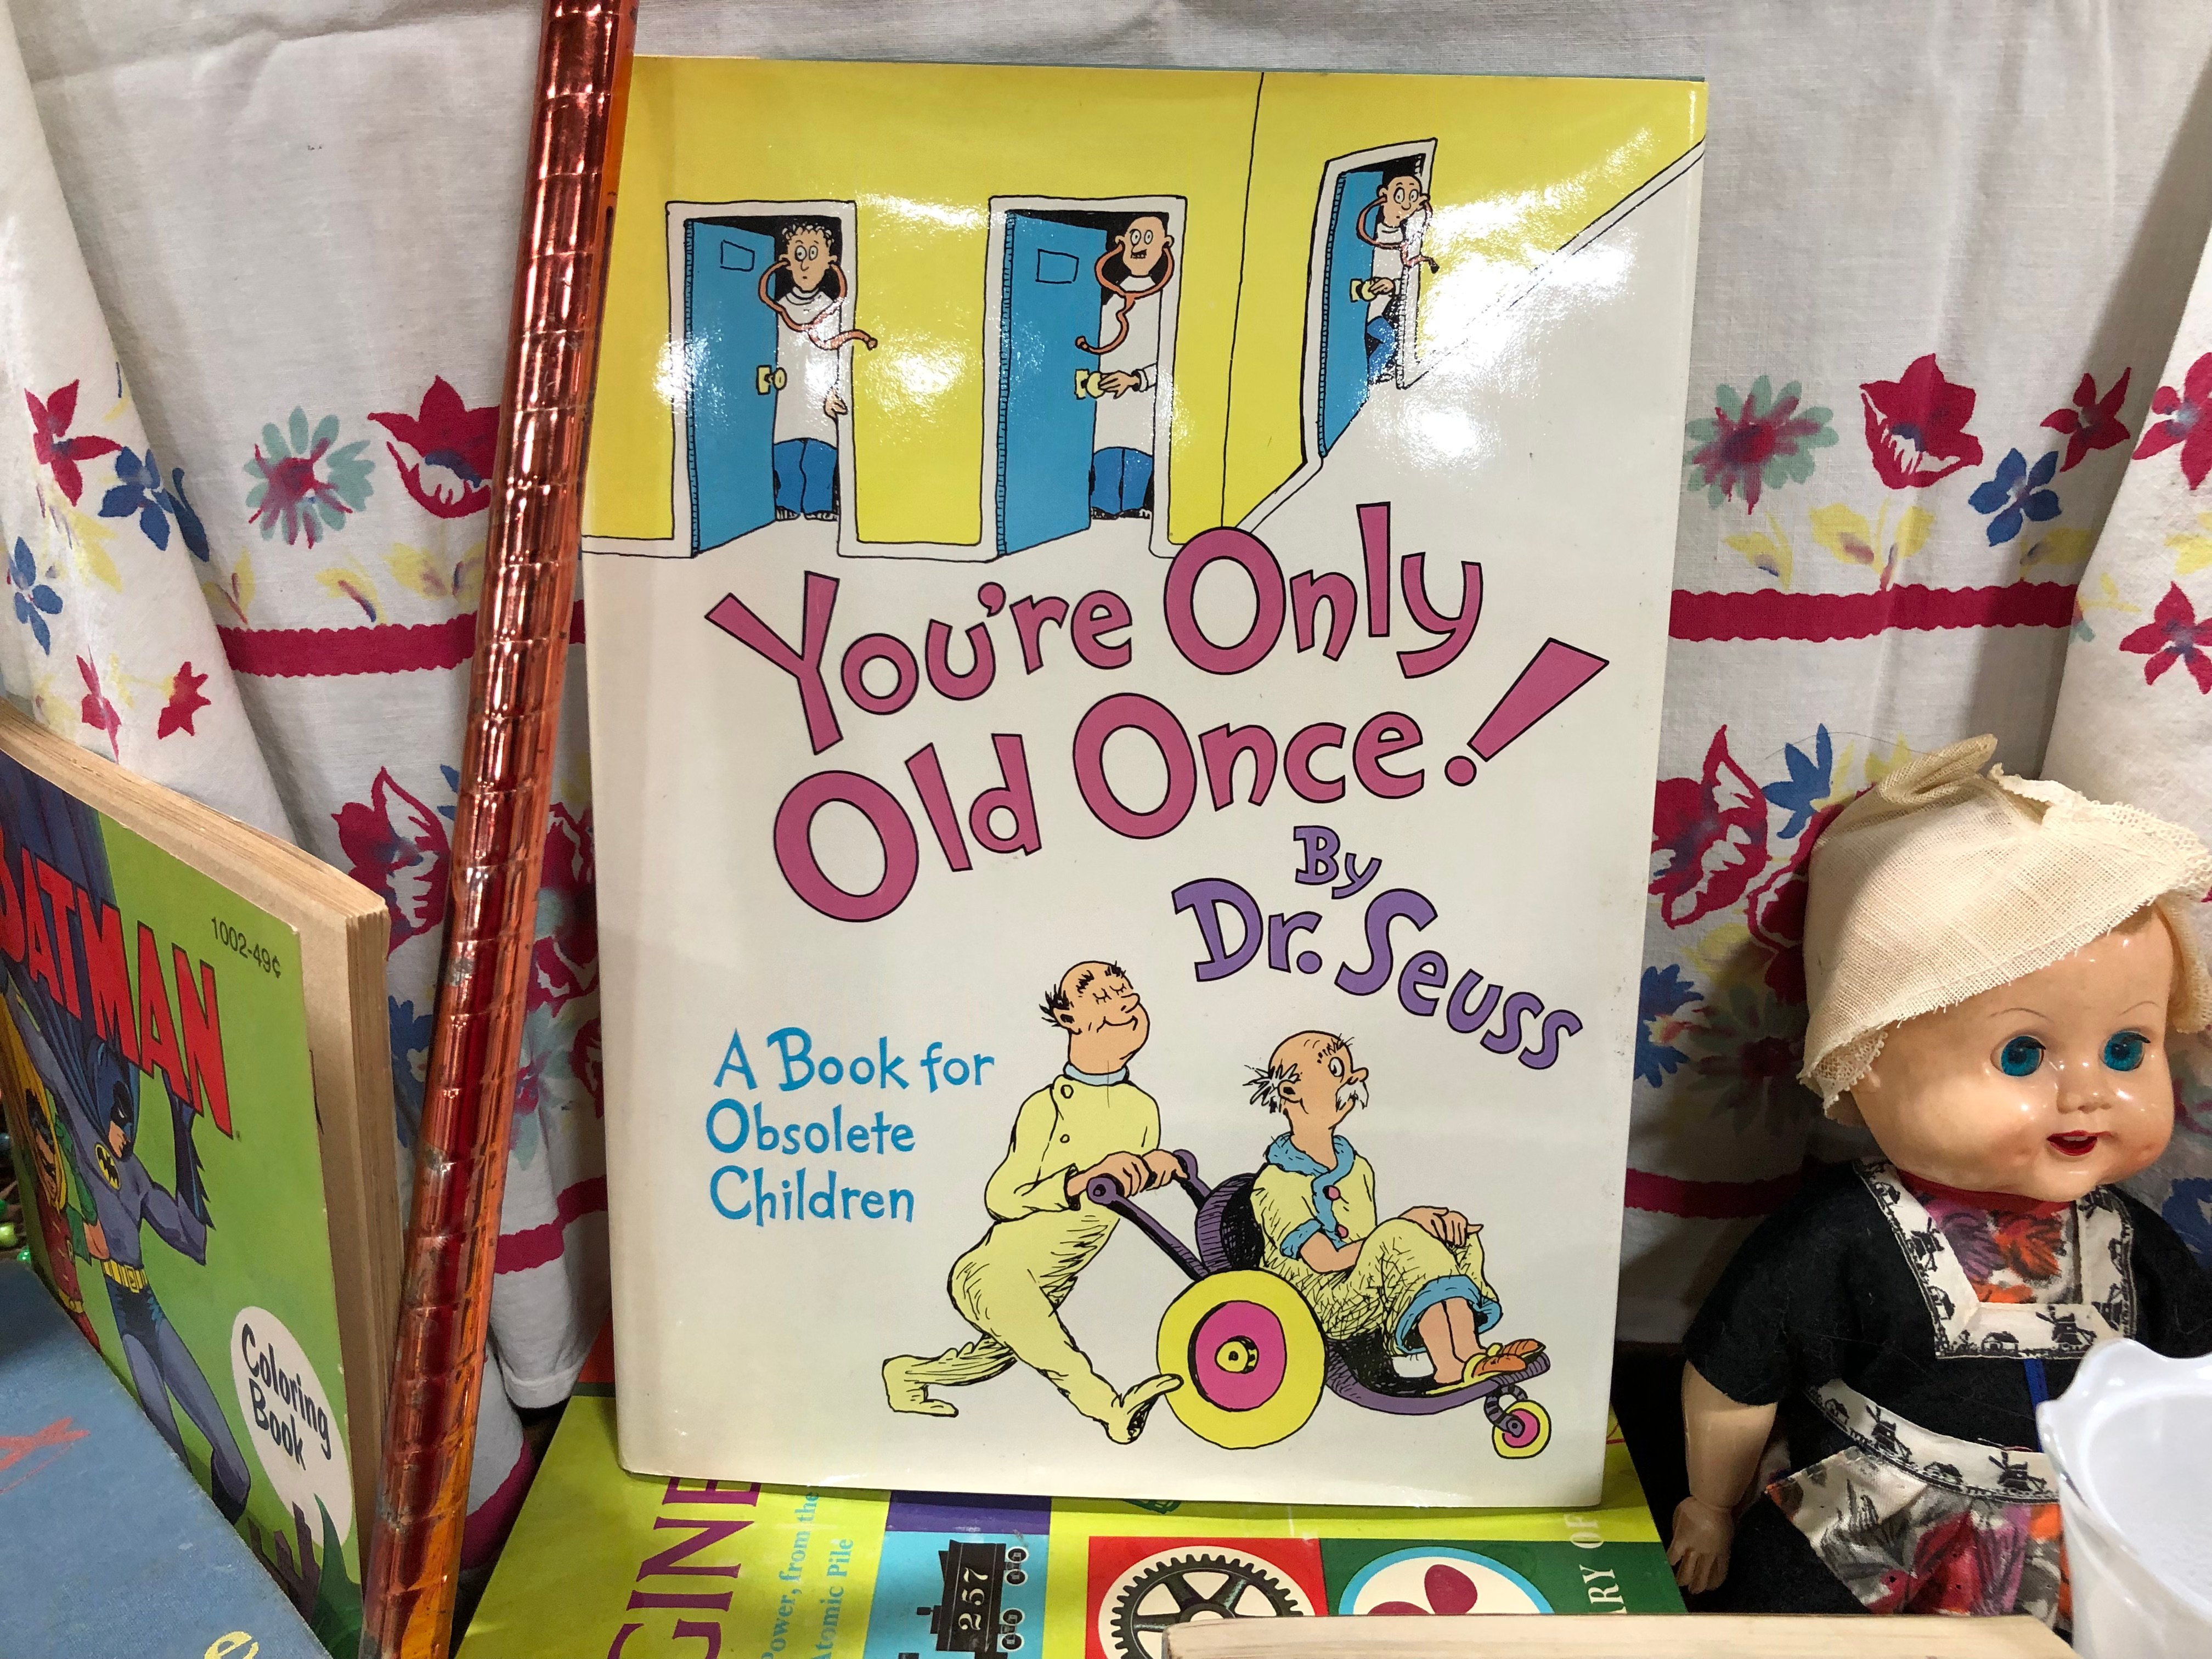 You're Only
Old Once!
By
Dr. Seuss
A Book for
Obsolete
Children
BATMAN
1002-49¢
Coloring
Book
Power, from the
Atomic Pile
257